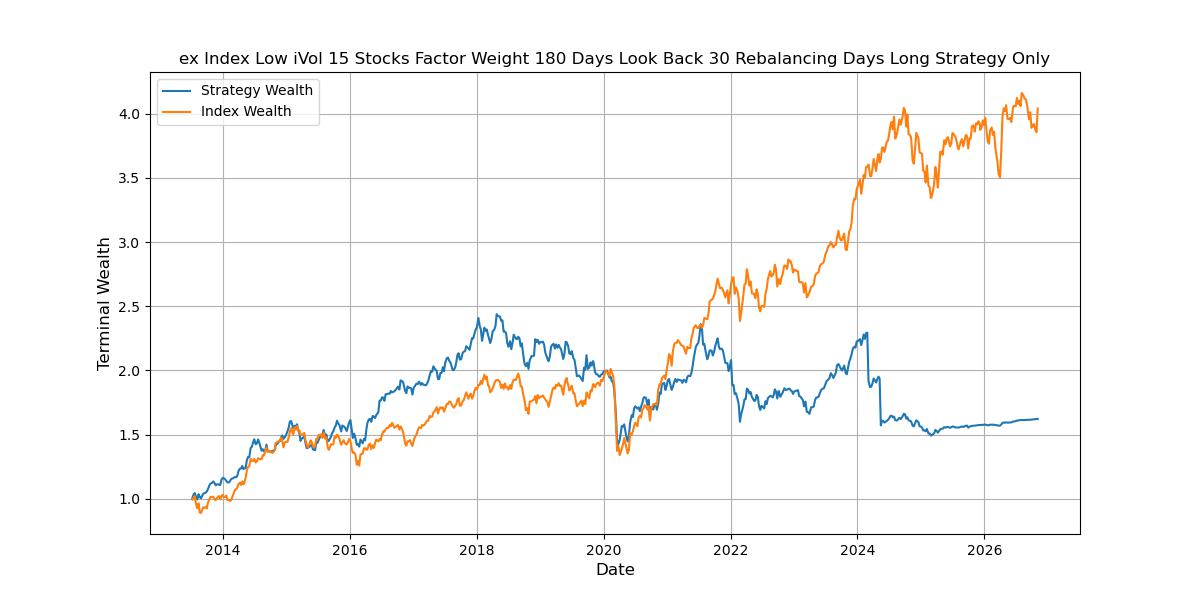 ex Index Low iVol 15 Stocks Factor Weight 180 Days Look Back 30 Rebalancing Days Long Strategy Only
Strategy Wealth
Index Wealth
Terminal Wealth
4.0
3.5
3.0
2.5
2.0
1.5
1.0
2014 2016 2018 2020 2022 2024 2026
Date